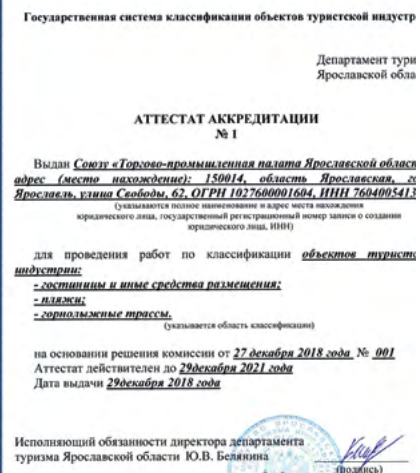 Государственная система классификации объектов туристской индустр
Департамент тури
Ярославской обла
АТТЕСТАТ АККРЕДИТАЦИИ
№ 1
Выдан Союзу «Торгово-промышленная палата Ярославской област
адрес (место нахождение): 150014, область Ярославская, го
Ярославль, улица Свободы, 62, ОГРН 1027600001604, ИНН 7604005413
(указываются полное наименование и адрес места нахождения
юридического лица, государственный регистрационный номер записи о создании
юридического лица, ИНН)
для проведения работ по классификации объектов туристс
индустрии:
- гостиницы и иные средства размещения;
- пляжи;
- горнолыжные трассы.
(указывается область классификации)
на основании решения комиссии от 27 декабря 2018 года № 001
Аттестат действителен до 29декабря 2021 года
Дата выдачи 29декабря 2018 года
Исполняющий обязанности директора департамента
туризма Ярославской области Ю.В. Белянина
(подпись)